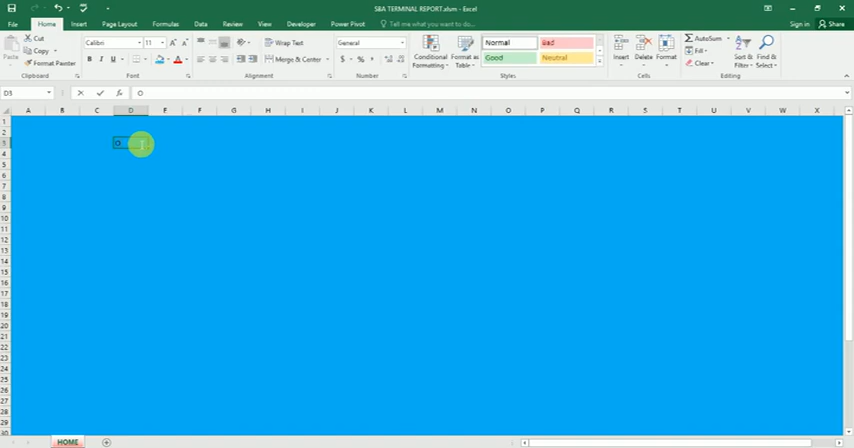 SBA TERMINAL REPORT.xlsm - Excel
File Home Insert Page Layout Formulas Data Review View Developer Power Pivot Tell me what you want to do... Sign in Share
Cut
Copy
Format Painter
Paste
Clipboard
Calibri 11
B I U
Font
Wrap Text
Merge & Center
Alignment
General
$ % ,
Number
Conditional Formatting
Format as Table
Normal Bad
Good Neutral
Styles
Insert Delete Format
Cells
AutoSum
Fill
Clear
Sort & Filter
Find & Select
Editing
D3 fx O
A B C D E F G H I J K L M N O P Q R S T U V W X
1
2
3 O
4
5
6
7
8
9
10
11
12
13
14
15
16
17
18
19
20
21
22
23
24
25
26
27
28
29
30
HOME